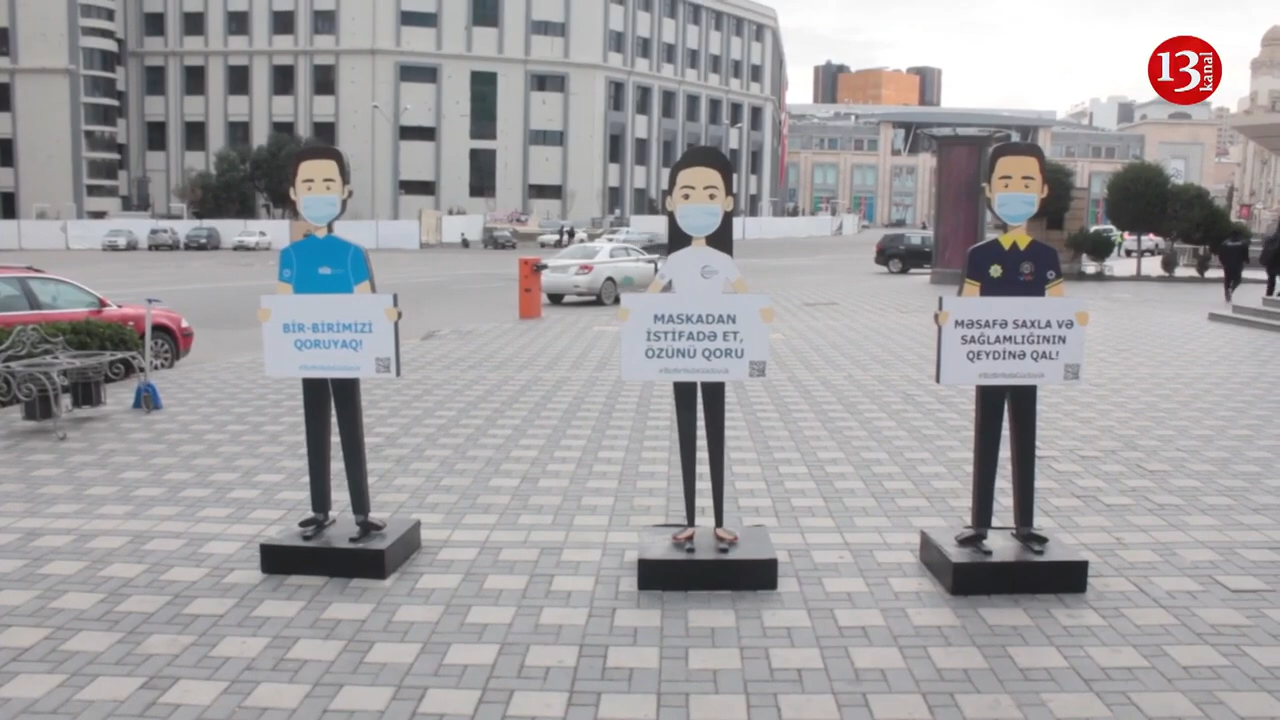 13
kanal
BİR-BİRİMİZİ
QORUYAQ!
MASKADAN
İSTİFADƏ ET,
ÖZÜNÜ QORU
MƏSAFƏ SAXLA VƏ
SAĞLAMLIĞININ
QEYDİNƏ QAL!